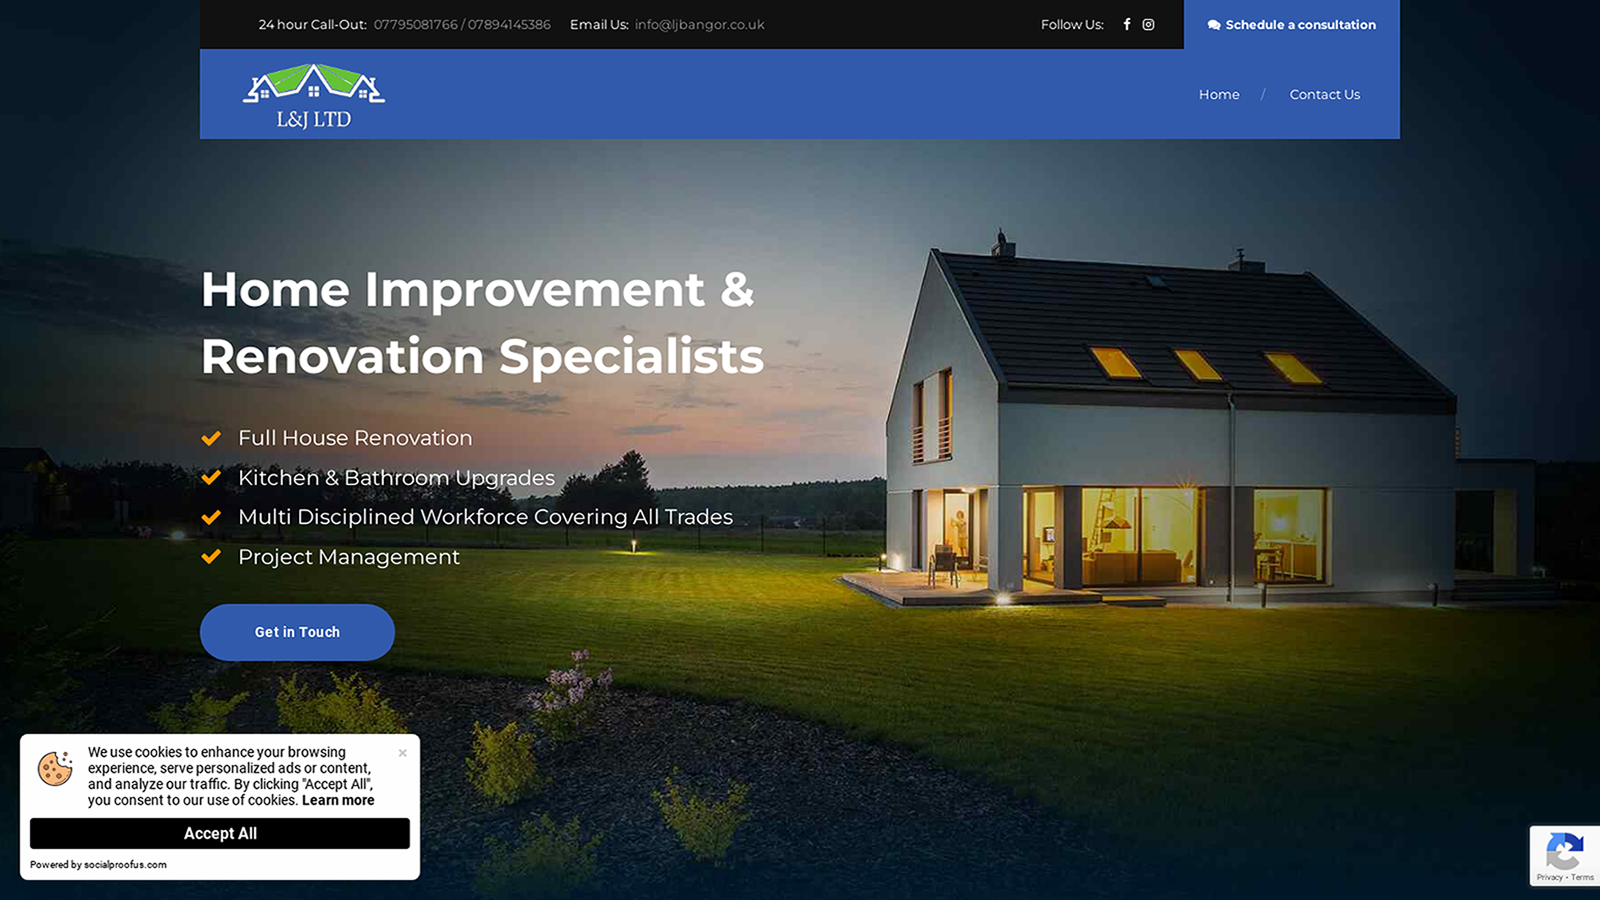 24 hour Call-Out: 07795081766 / 07894145386 Email Us: info@ljbangor.co.uk Follow Us: Schedule a consultation
L&J LTD
Home / Contact Us
Home Improvement &
Renovation Specialists
Full House Renovation
Kitchen & Bathroom Upgrades
Multi Disciplined Workforce Covering All Trades
Project Management
Get in Touch
We use cookies to enhance your browsing
experience, serve personalized ads or content,
and analyze our traffic. By clicking "Accept All",
you consent to our use of cookies. Learn more
×
Accept All
Powered by socialproofus.com
Privacy - Terms